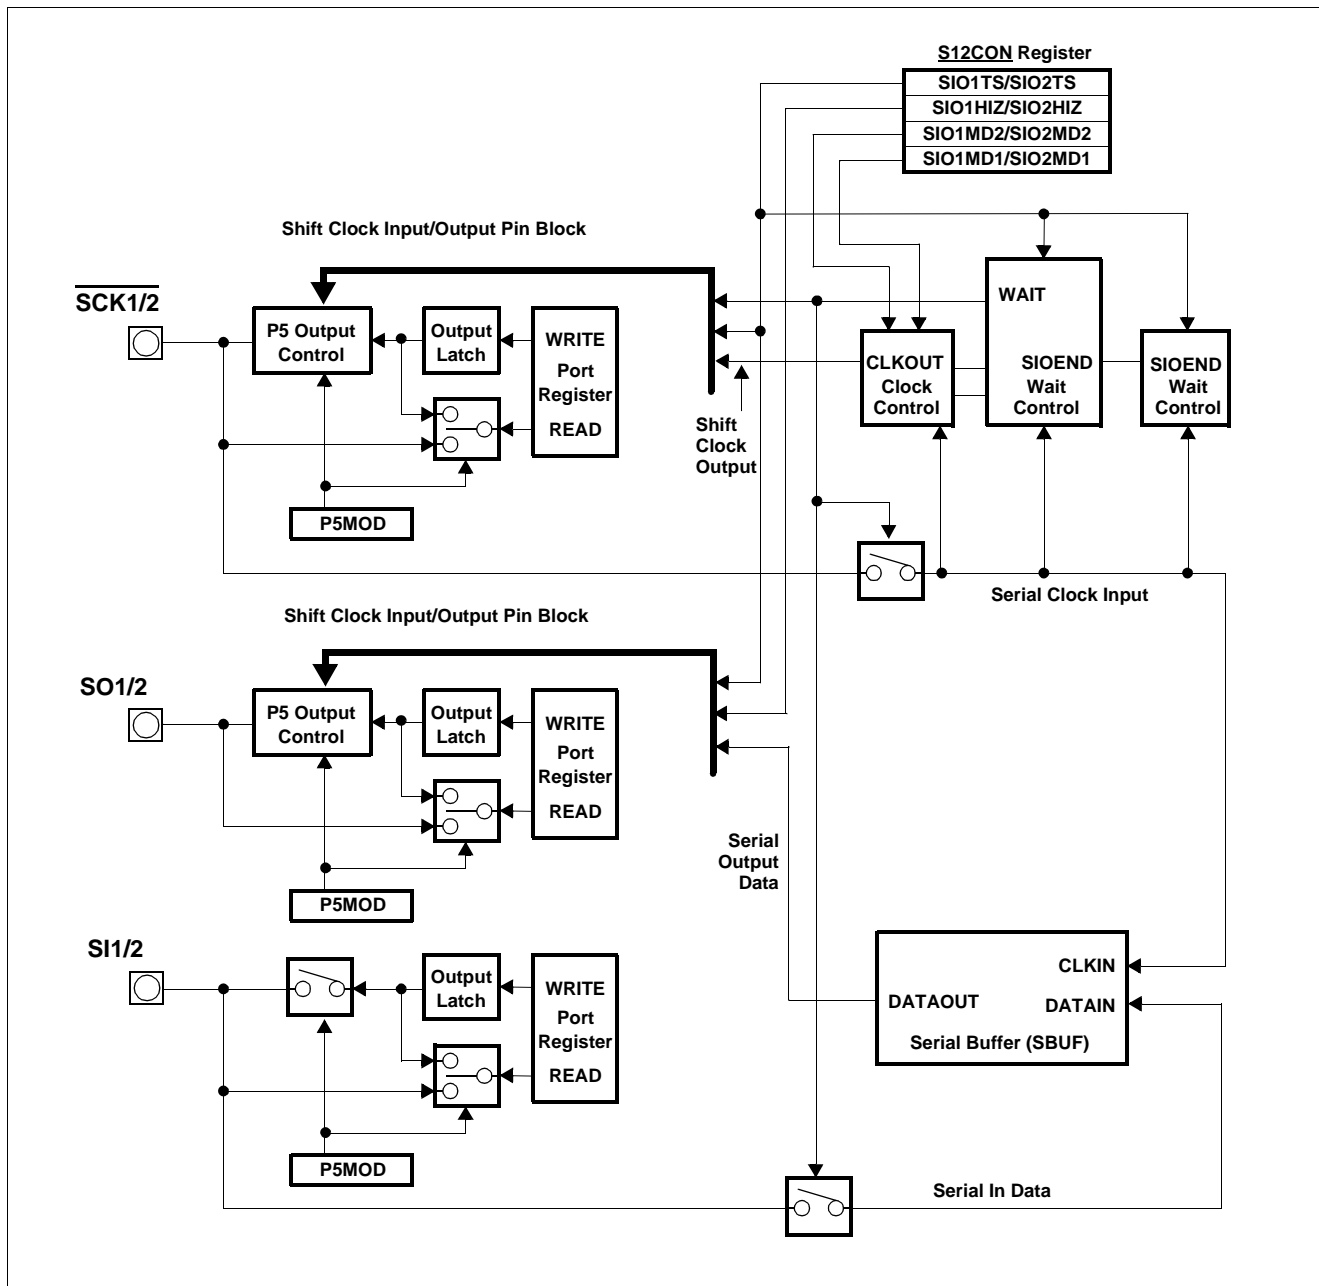 S12CON Register
SIO1TS/SIO2TS
SIO1HIZ/SIO2HIZ
SIO1MD2/SIO2MD2
SIO1MD1/SIO2MD1
Shift Clock Input/Output Pin Block
SCK1/2
P5 Output
Control
Output
Latch
WRITE
Port
Register
READ
P5MOD
Shift
Clock
Output
WAIT
SIOEND
Wait
Control
CLKOUT
Clock
Control
SIOEND
Wait
Control
Serial Clock Input
Shift Clock Input/Output Pin Block
SO1/2
P5 Output
Control
Output
Latch
WRITE
Port
Register
READ
P5MOD
Serial
Output
Data
SI1/2
Output
Latch
WRITE
Port
Register
READ
P5MOD
CLKIN
DATAOUT
DATAIN
Serial Buffer (SBUF)
Serial In Data